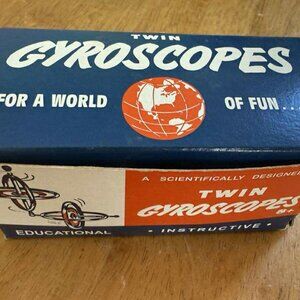 TWIN
GYROSCOPES
FOR A WORLD OF FUN...
A SCIENTIFICALLY DESIGNED
TWIN
GYROSCOPES
EDUCATIONAL • INSTRUCTIVE •